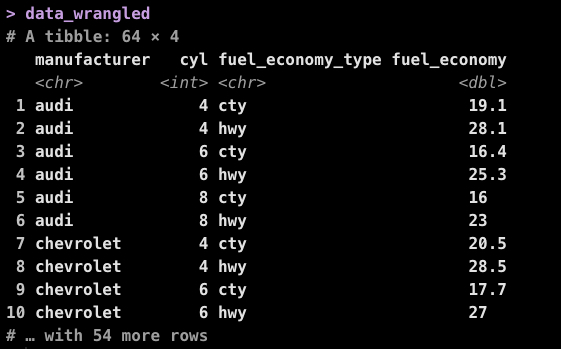 > data_wrangled
# A tibble: 64 × 4
   manufacturer   cyl fuel_economy_type fuel_economy
   <chr>        <int> <chr>                    <dbl>
 1 audi             4 cty                       19.1
 2 audi             4 hwy                       28.1
 3 audi             6 cty                       16.4
 4 audi             6 hwy                       25.3
 5 audi             8 cty                       16
 6 audi             8 hwy                       23
 7 chevrolet        4 cty                       20.5
 8 chevrolet        4 hwy                       28.5
 9 chevrolet        6 cty                       17.7
10 chevrolet        6 hwy                       27
# … with 54 more rows